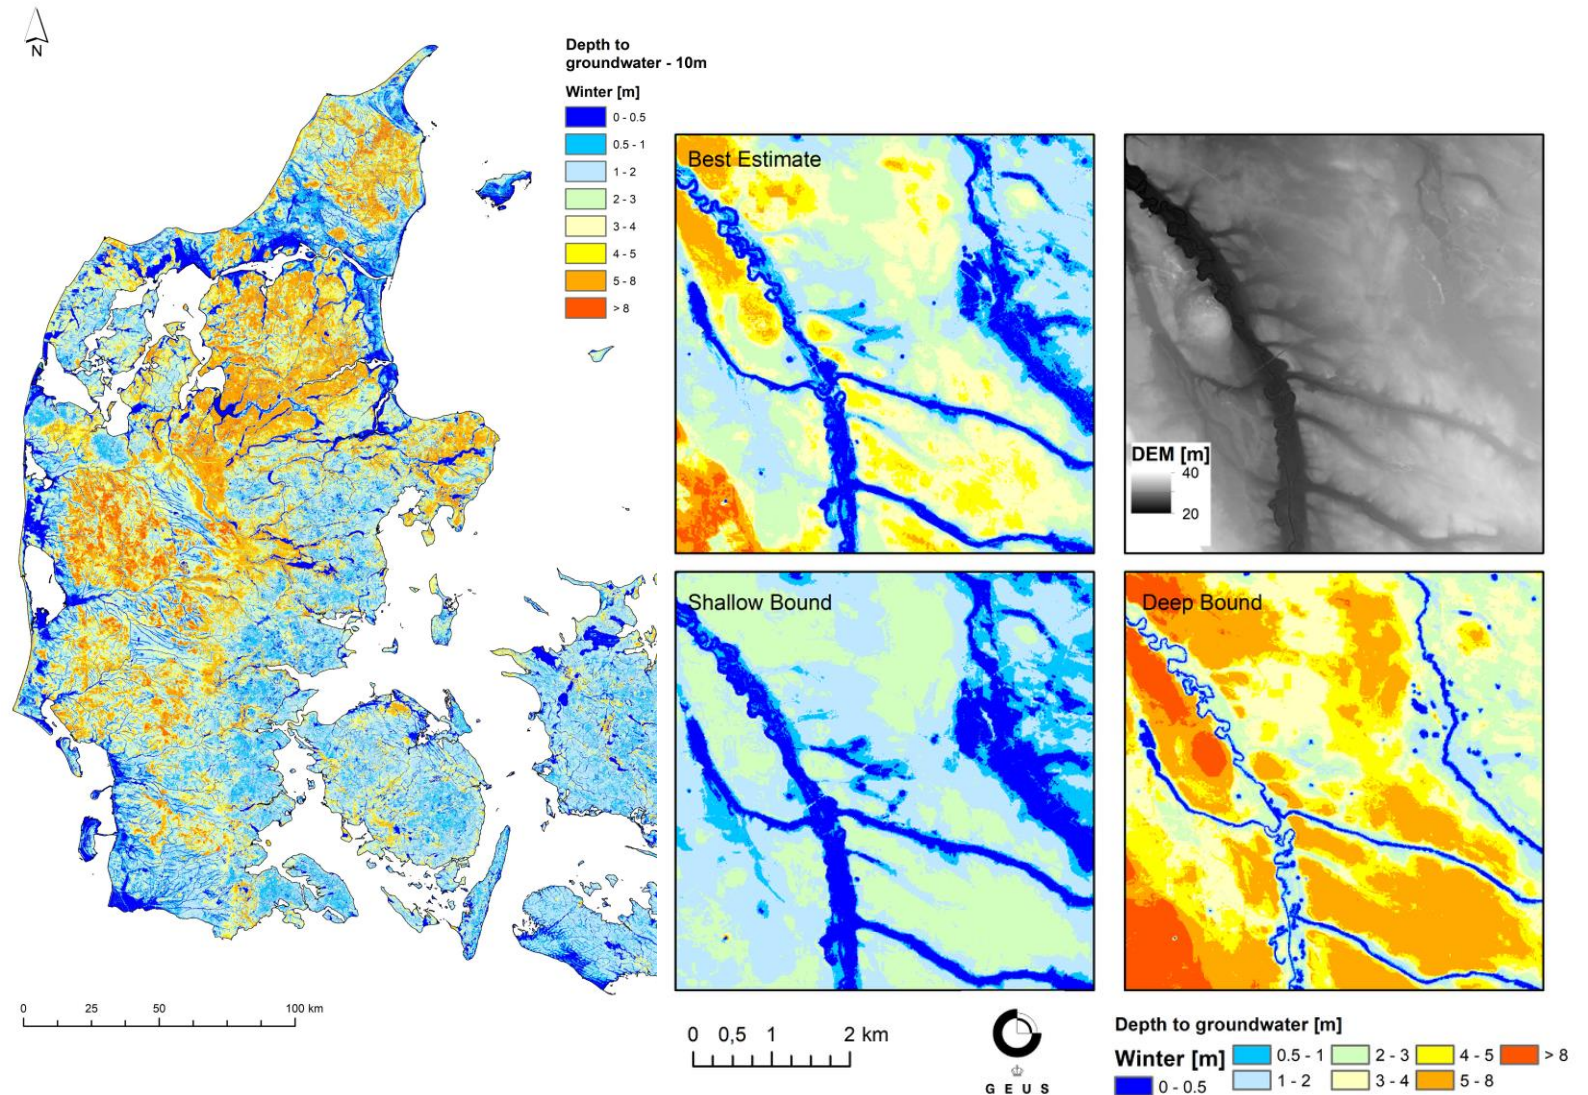 N
Depth to
groundwater - 10m
Winter [m]
0 - 0.5
0.5 - 1
1 - 2
2 - 3
3 - 4
4 - 5
5 - 8
> 8
0 25 50 100 km
Best Estimate
DEM [m]
40
20
Shallow Bound
Deep Bound
0 0,5 1 2 km
G E U S
Depth to groundwater [m]
Winter [m] 0.5 - 1 2 - 3 4 - 5 > 8
0 - 0.5 1 - 2 3 - 4 5 - 8